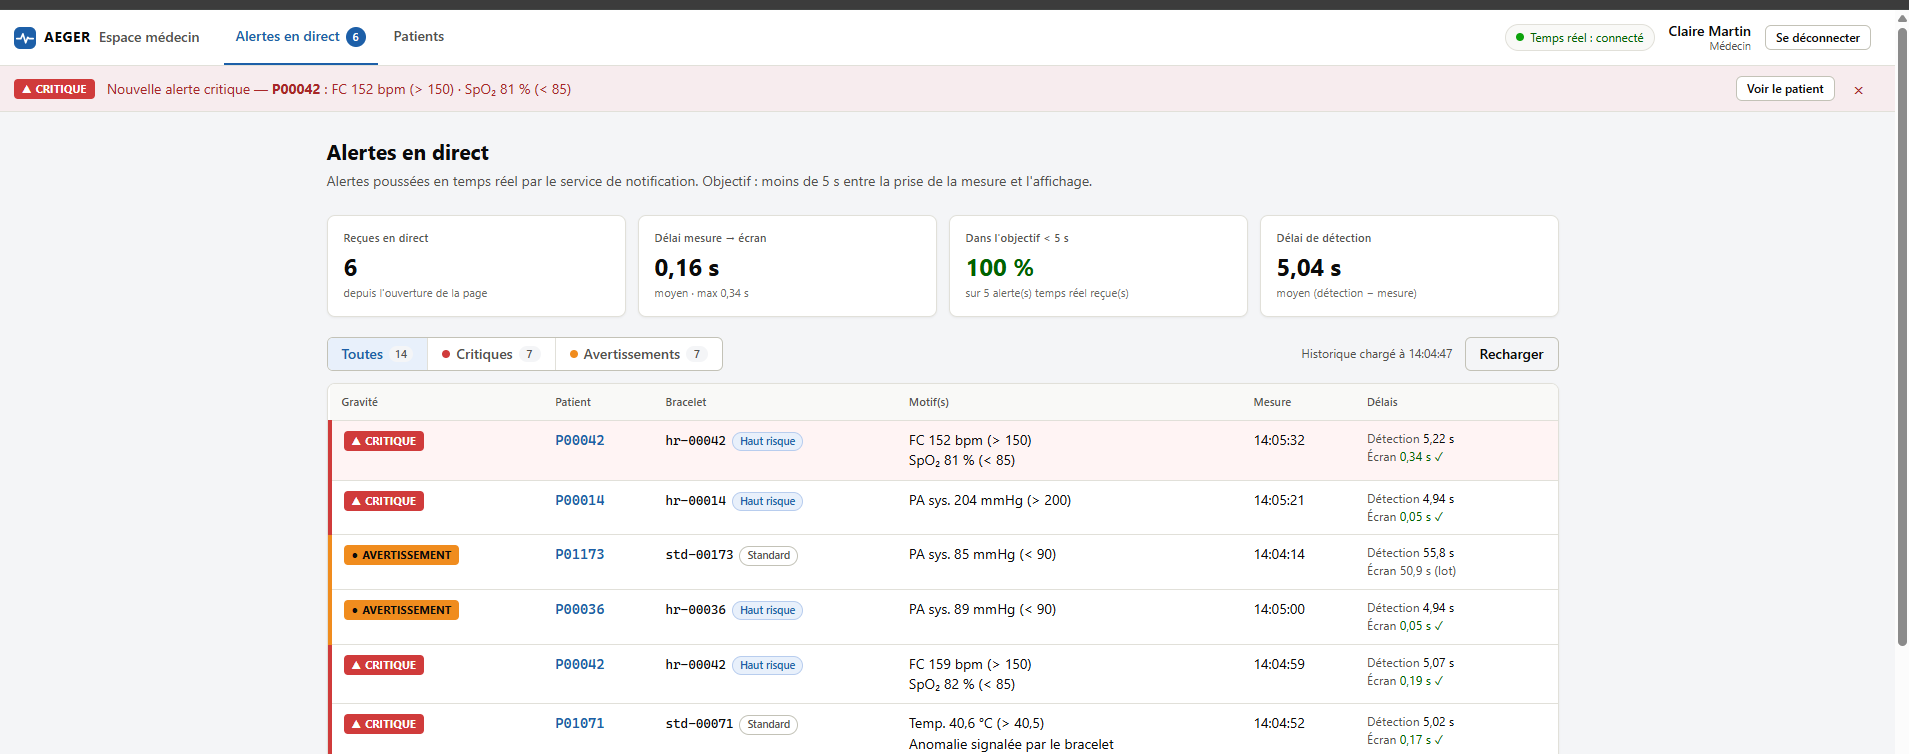 AEGER Espace médecin Alertes en direct 6 Patients Temps réel : connecté Claire Martin Médecin Se déconnecter
▲ CRITIQUE Nouvelle alerte critique — P00042 : FC 152 bpm (> 150) · SpO₂ 81 % (< 85) Voir le patient ×
Alertes en direct
Alertes poussées en temps réel par le service de notification. Objectif : moins de 5 s entre la prise de la mesure et l'affichage.
Reçues en direct
6
depuis l'ouverture de la page
Délai mesure → écran
0,16 s
moyen · max 0,34 s
Dans l'objectif < 5 s
100 %
sur 5 alerte(s) temps réel reçue(s)
Délai de détection
5,04 s
moyen (détection − mesure)
Toutes 14 Critiques 7 Avertissements 7 Historique chargé à 14:04:47 Recharger
Gravité Patient Bracelet Motif(s) Mesure Délais
▲ CRITIQUE P00042 hr-00042 Haut risque FC 152 bpm (> 150) 14:05:32 Détection 5,22 s
SpO₂ 81 % (< 85) Écran 0,34 s ✓
▲ CRITIQUE P00014 hr-00014 Haut risque PA sys. 204 mmHg (> 200) 14:05:21 Détection 4,94 s
Écran 0,05 s ✓
● AVERTISSEMENT P01173 std-00173 Standard PA sys. 85 mmHg (< 90) 14:04:14 Détection 55,8 s
Écran 50,9 s (lot)
● AVERTISSEMENT P00036 hr-00036 Haut risque PA sys. 89 mmHg (< 90) 14:05:00 Détection 4,94 s
Écran 0,05 s ✓
▲ CRITIQUE P00042 hr-00042 Haut risque FC 159 bpm (> 150) 14:04:59 Détection 5,07 s
SpO₂ 82 % (< 85) Écran 0,19 s ✓
▲ CRITIQUE P01071 std-00071 Standard Temp. 40,6 °C (> 40,5) 14:04:52 Détection 5,02 s
Anomalie signalée par le bracelet Écran 0,17 s ✓